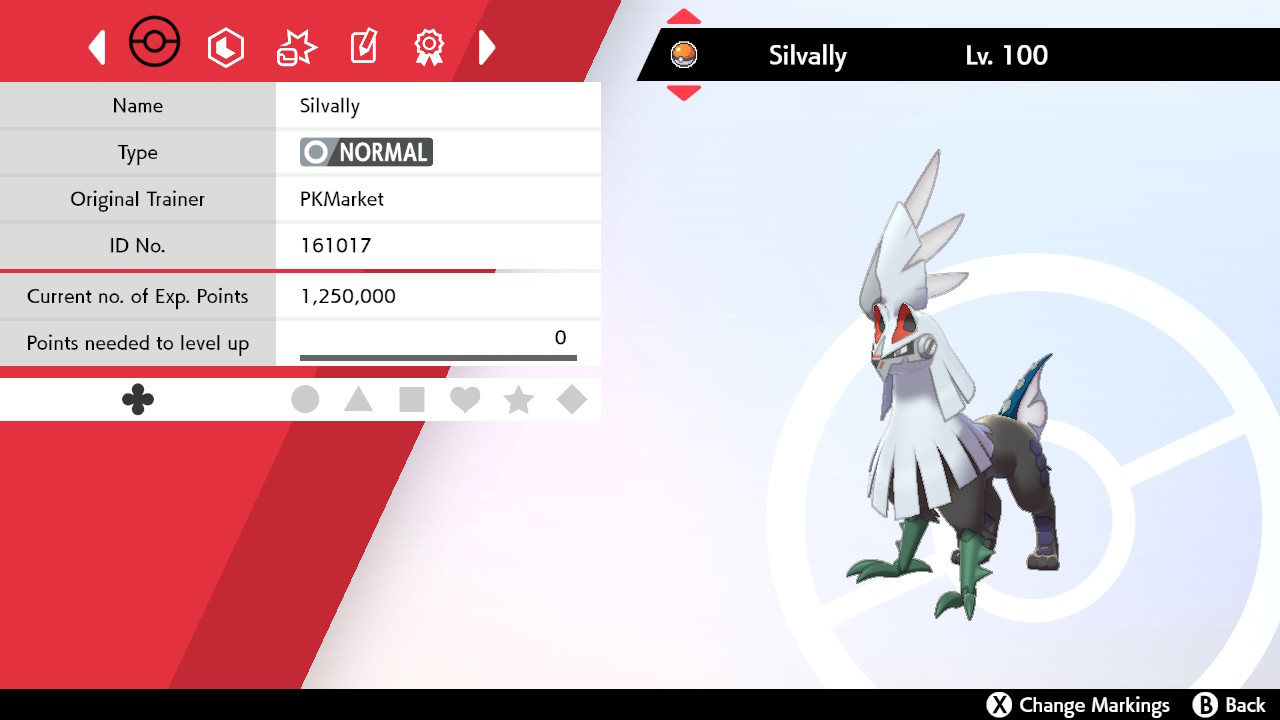 Silvally Lv. 100
Name Silvally
Type NORMAL
Original Trainer PKMarket
ID No. 161017
Current no. of Exp. Points 1,250,000
Points needed to level up 0
X Change Markings B Back